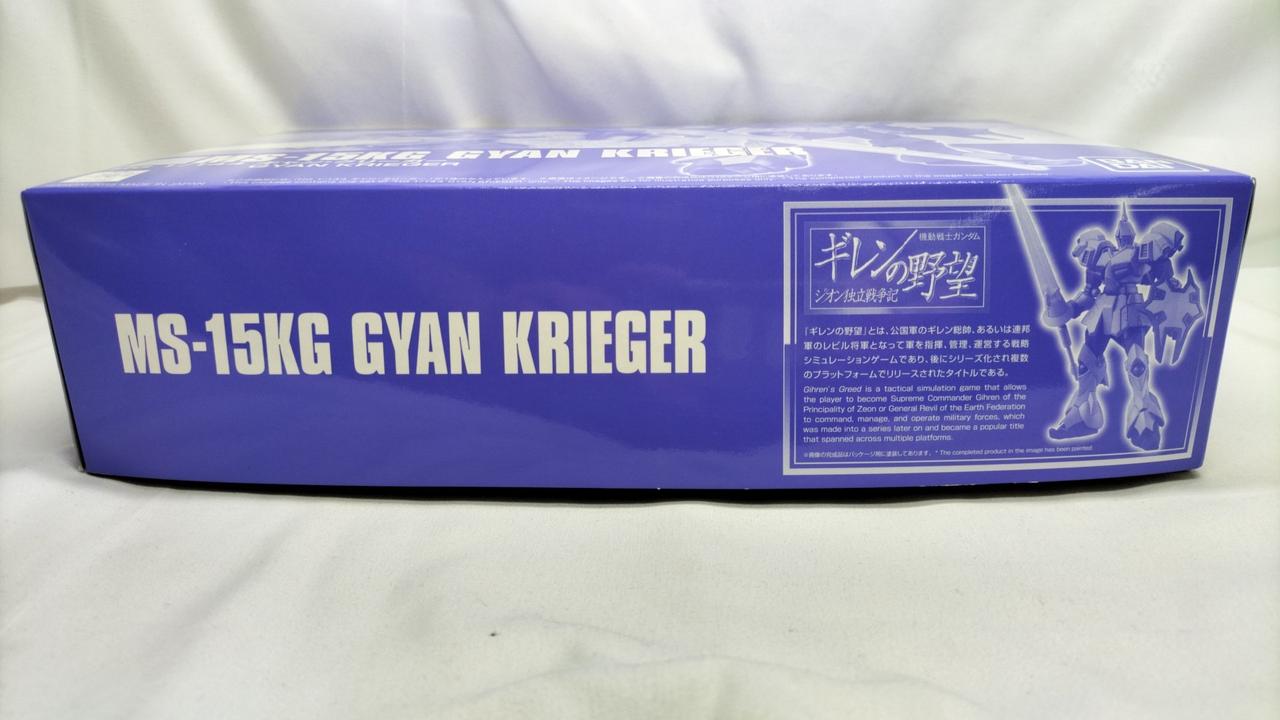 MS-15KG GYAN KRIEGER
MS-15KG GYAN KRIEGER
機動戦士ガンダム
ギレンの野望
ジオン独立戦争記
『ギレンの野望』とは、公国軍のギレン総帥、あるいは連邦
軍のレビル将軍となって軍を指揮、管理、運営する戦略
シミュレーションゲームであり、後にシリーズ化され複数
のプラットフォームでリリースされたタイトルである。
Gihren's Greed is a tactical simulation game that allows
the player to become Supreme Commander Gihren of the
Principality of Zeon or General Revil of the Earth Federation
to command, manage, and operate military forces, which
was made into a series later on and became a popular title
that spanned across multiple platforms.
※画像の完成品はパッケージ用に塗装してあります。 * The completed product in the image has been painted.